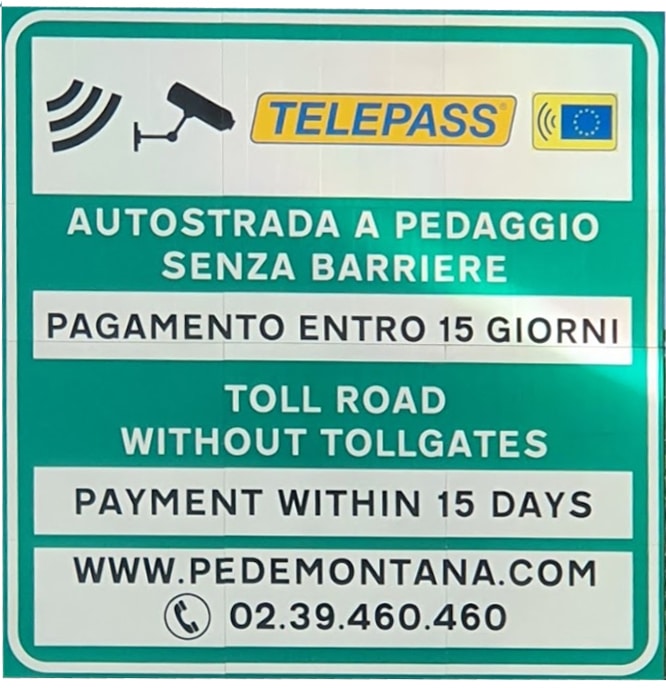 TELEPASS®
AUTOSTRADA A PEDAGGIO
SENZA BARRIERE
PAGAMENTO ENTRO 15 GIORNI
TOLL ROAD
WITHOUT TOLLGATES
PAYMENT WITHIN 15 DAYS
WWW.PEDEMONTANA.COM
02.39.460.460